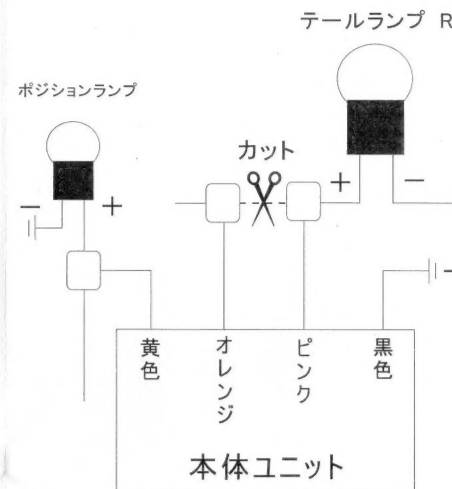 テールランプ R
ポジションランプ
カット
+ −
− +
黄色
オレンジ
ピンク
黒色
本体ユニット